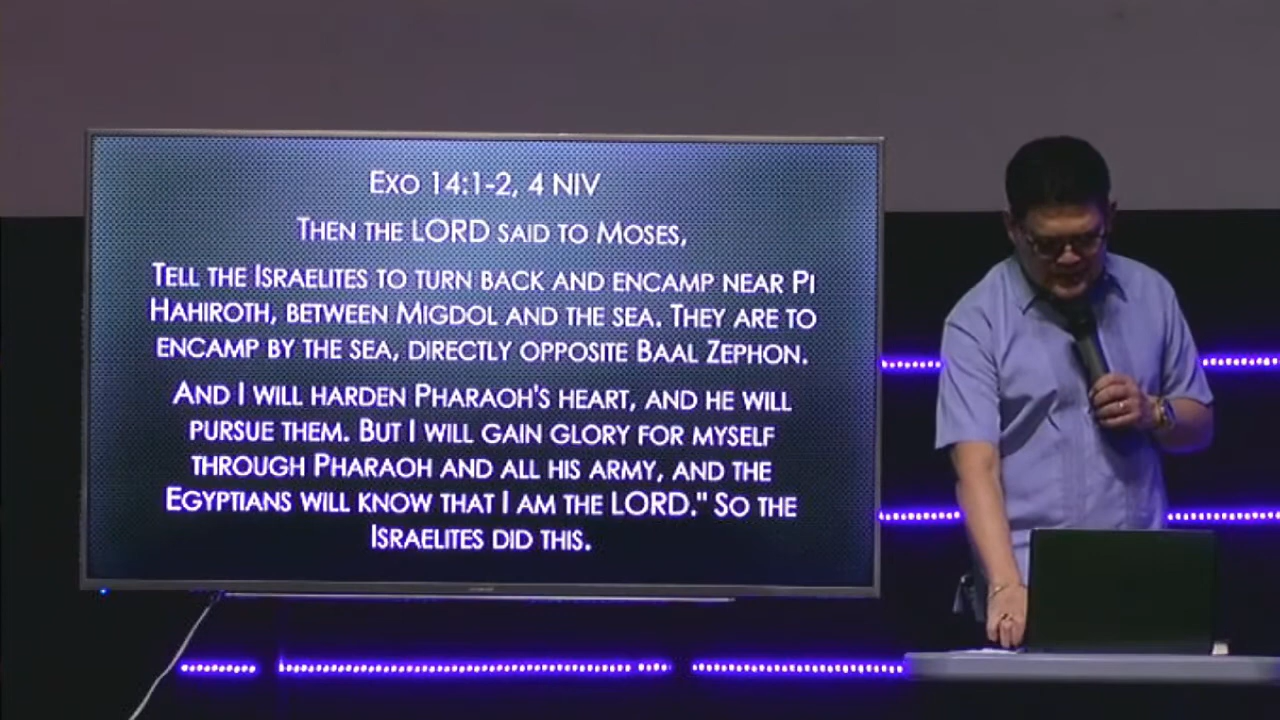 Exo 14:1-2, 4 NIV
Then the LORD said to Moses,
Tell the Israelites to turn back and encamp near Pi
Hahiroth, between Migdol and the sea. They are to
encamp by the sea, directly opposite Baal Zephon.
And I will harden Pharaoh's heart, and he will
pursue them. But I will gain glory for myself
through Pharaoh and all his army, and the
Egyptians will know that I am the LORD." So the
Israelites did this.